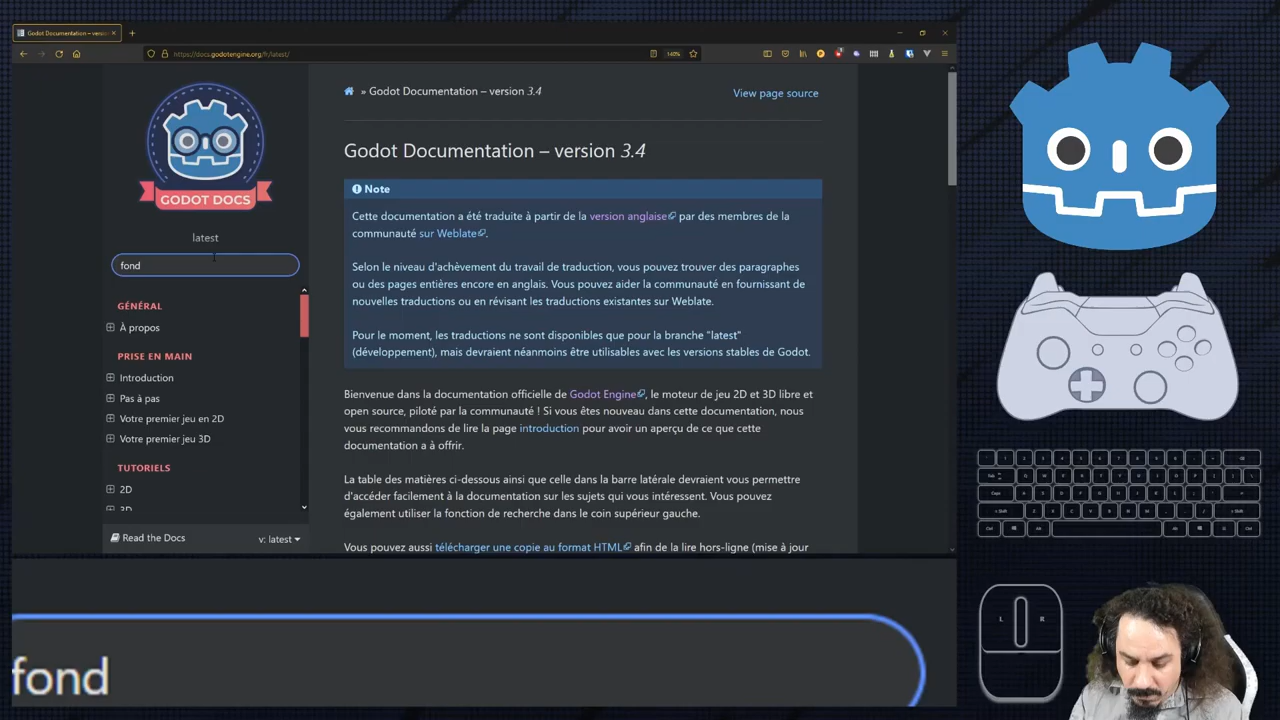 Godot Documentation – versio
https://docs.godotengine.org/fr/latest/
140%
GODOT DOCS
latest
fond
GÉNÉRAL
À propos
PRISE EN MAIN
Introduction
Pas à pas
Votre premier jeu en 2D
Votre premier jeu 3D
TUTORIELS
2D
3D
Read the Docs
v: latest
» Godot Documentation – version 3.4
View page source
Godot Documentation – version 3.4
Note
Cette documentation a été traduite à partir de la version anglaise par des membres de la
communauté sur Weblate.
Selon le niveau d'achèvement du travail de traduction, vous pouvez trouver des paragraphes
ou des pages entières encore en anglais. Vous pouvez aider la communauté en fournissant de
nouvelles traductions ou en révisant les traductions existantes sur Weblate.
Pour le moment, les traductions ne sont disponibles que pour la branche "latest"
(développement), mais devraient néanmoins être utilisables avec les versions stables de Godot.
Bienvenue dans la documentation officielle de Godot Engine, le moteur de jeu 2D et 3D libre et
open source, piloté par la communauté ! Si vous êtes nouveau dans cette documentation, nous
vous recommandons de lire la page introduction pour avoir un aperçu de ce que cette
documentation a à offrir.
La table des matières ci-dessous ainsi que celle dans la barre latérale devraient vous permettre
d'accéder facilement à la documentation sur les sujets qui vous intéressent. Vous pouvez
également utiliser la fonction de recherche dans le coin supérieur gauche.
Vous pouvez aussi télécharger une copie au format HTML afin de la lire hors-ligne (mise à jour
fond
L
R